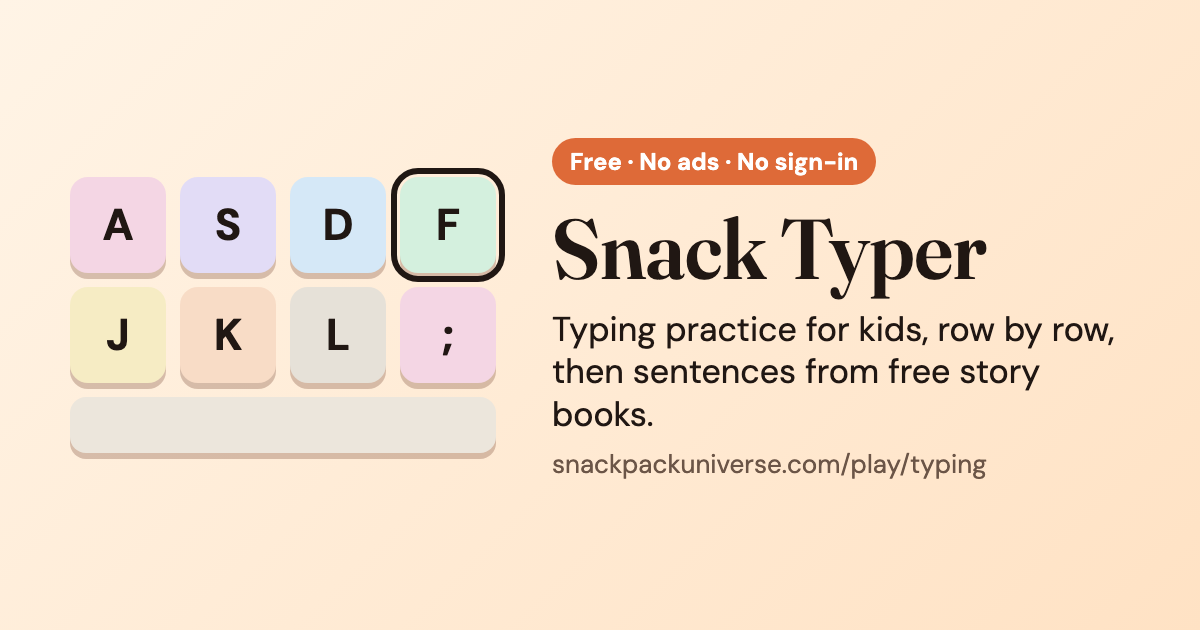 A S D F
J K L ;
Free · No ads · No sign-in
Snack Typer
Typing practice for kids, row by row,
then sentences from free story
books.
snackpackuniverse.com/play/typing